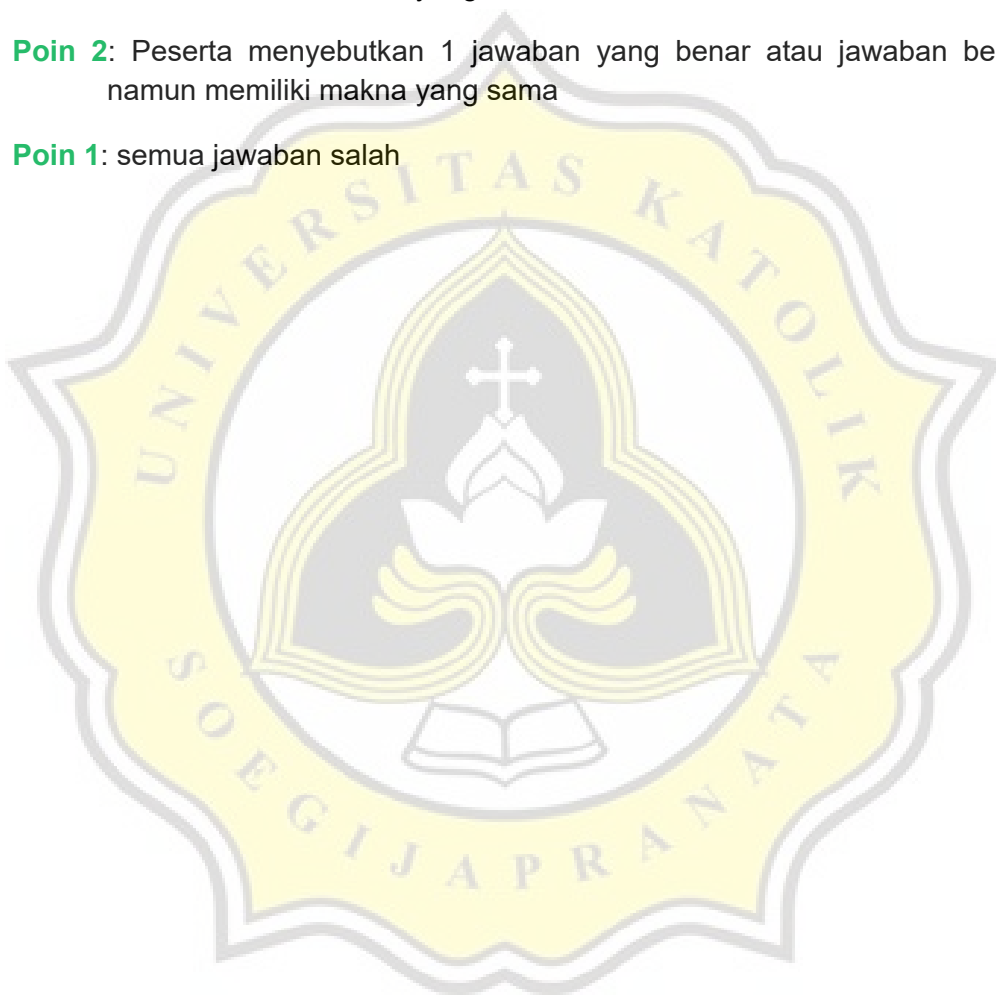 Poin 2: Peserta menyebutkan 1 jawaban yang benar atau jawaban be
namun memiliki makna yang sama
Poin 1: semua jawaban salah
UNIVERSITAS KATOLIK
SOEGIJAPRANATA